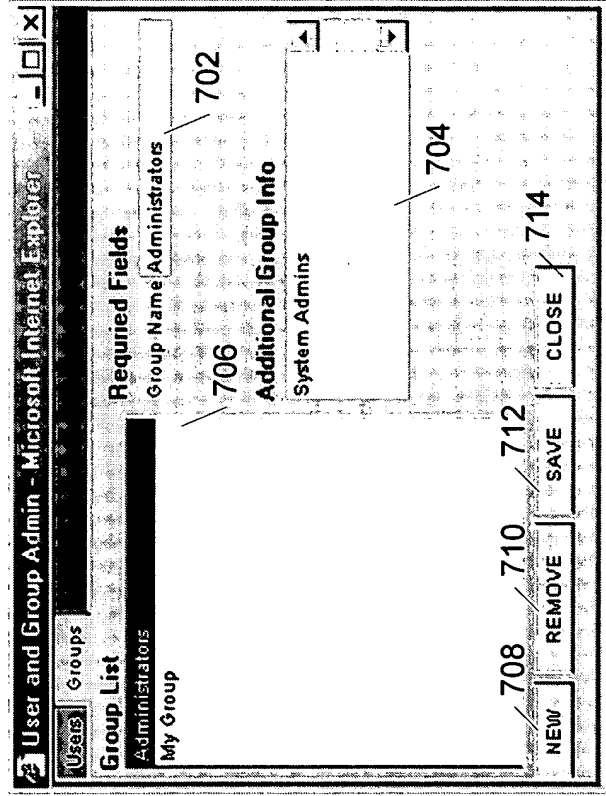 User and Group Admin - Microsoft Internet Explorer
Users Groups
Group List
Administrators
My Group
706
Requried Fields
Group Name Administrators
702
Additional Group Info
System Admins
704
708 710 712 714
NEW REMOVE SAVE CLOSE